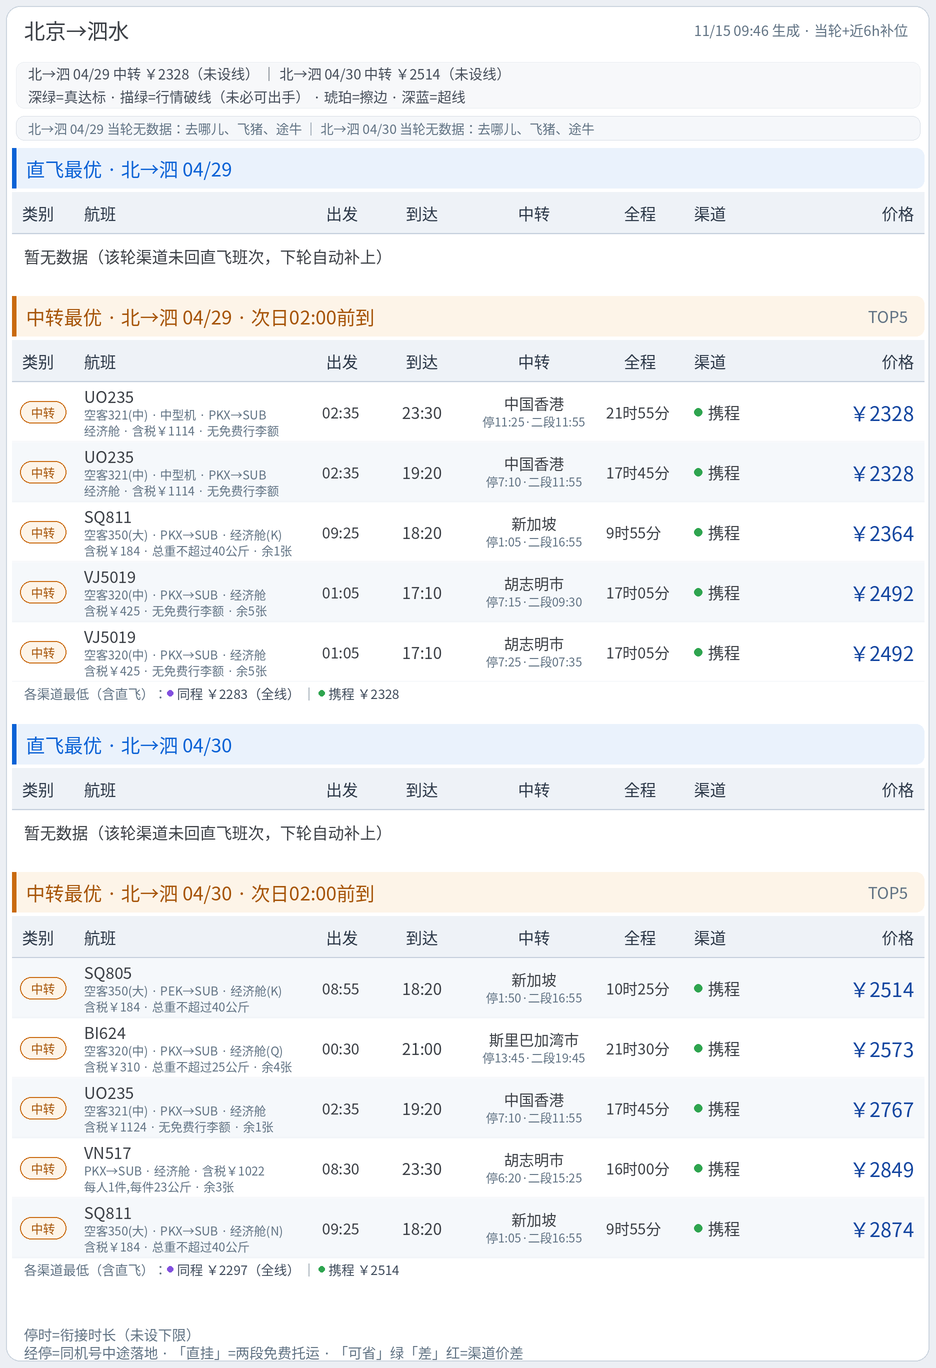 北京→泗水
11/15 09:46 生成 · 当轮+近6h补位
北→泗 04/29 中转 ￥2328（未设线） ｜ 北→泗 04/30 中转 ￥2514（未设线）
深绿=真达标 · 描绿=行情破线（未必可出手） · 琥珀=擦边 · 深蓝=超线
北→泗 04/29 当轮无数据：去哪儿、飞猪、途牛 ｜ 北→泗 04/30 当轮无数据：去哪儿、飞猪、途牛
直飞最优 · 北→泗 04/29
类别 航班 出发 到达 中转 全程 渠道 价格
暂无数据（该轮渠道未回直飞班次，下轮自动补上）
中转最优 · 北→泗 04/29 · 次日02:00前到 TOP5
类别 航班 出发 到达 中转 全程 渠道 价格
中转 UO235 02:35 23:30 中国香港 21时55分 携程 ￥2328
空客321(中) · 中型机 · PKX→SUB 停11:25·二段11:55
经济舱 · 含税￥1114 · 无免费行李额
中转 UO235 02:35 19:20 中国香港 17时45分 携程 ￥2328
空客321(中) · 中型机 · PKX→SUB 停7:10·二段11:55
经济舱 · 含税￥1114 · 无免费行李额
中转 SQ811 09:25 18:20 新加坡 9时55分 携程 ￥2364
空客350(大) · PKX→SUB · 经济舱(K) 停1:05·二段16:55
含税￥184 · 总重不超过40公斤 · 余1张
中转 VJ5019 01:05 17:10 胡志明市 17时05分 携程 ￥2492
空客320(中) · PKX→SUB · 经济舱 停7:15·二段09:30
含税￥425 · 无免费行李额 · 余5张
中转 VJ5019 01:05 17:10 胡志明市 17时05分 携程 ￥2492
空客320(中) · PKX→SUB · 经济舱 停7:25·二段07:35
含税￥425 · 无免费行李额 · 余5张
各渠道最低（含直飞）：同程 ￥2283（全线） ｜ 携程 ￥2328
直飞最优 · 北→泗 04/30
类别 航班 出发 到达 中转 全程 渠道 价格
暂无数据（该轮渠道未回直飞班次，下轮自动补上）
中转最优 · 北→泗 04/30 · 次日02:00前到 TOP5
类别 航班 出发 到达 中转 全程 渠道 价格
中转 SQ805 08:55 18:20 新加坡 10时25分 携程 ￥2514
空客350(大) · PEK→SUB · 经济舱(K) 停1:50·二段16:55
含税￥184 · 总重不超过40公斤
中转 BI624 00:30 21:00 斯里巴加湾市 21时30分 携程 ￥2573
空客320(中) · PKX→SUB · 经济舱(Q) 停13:45·二段19:45
含税￥310 · 总重不超过25公斤 · 余4张
中转 UO235 02:35 19:20 中国香港 17时45分 携程 ￥2767
空客321(中) · PKX→SUB · 经济舱 停7:10·二段11:55
含税￥1124 · 无免费行李额 · 余1张
中转 VN517 08:30 23:30 胡志明市 16时00分 携程 ￥2849
PKX→SUB · 经济舱 · 含税￥1022 停6:20·二段15:25
每人1件,每件23公斤 · 余3张
中转 SQ811 09:25 18:20 新加坡 9时55分 携程 ￥2874
空客350(大) · PKX→SUB · 经济舱(N) 停1:05·二段16:55
含税￥184 · 总重不超过40公斤
各渠道最低（含直飞）：同程 ￥2297（全线） ｜ 携程 ￥2514
停时=衔接时长（未设下限）
经停=同机号中途落地 · 「直挂」=两段免费托运 · 「可省」绿「差」红=渠道价差